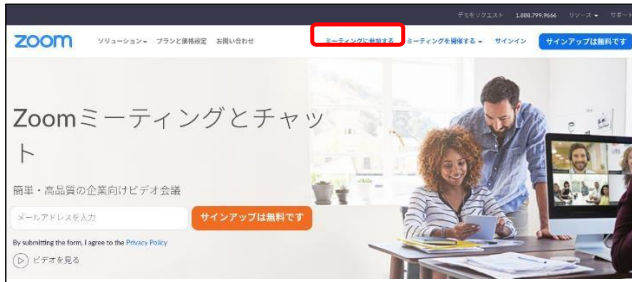 デモをリクエスト 1.888.799.9666 リソース サポート
zoom ソリューション プランと価格設定 お問い合わせ ミーティングに参加する ミーティングを開催する サインイン サインアップは無料です
Zoomミーティングとチャッ
ト
簡単・高品質の企業向けビデオ会議
メールアドレスを入力 サインアップは無料です
By submitting the form, I agree to the Privacy Policy
ビデオを見る